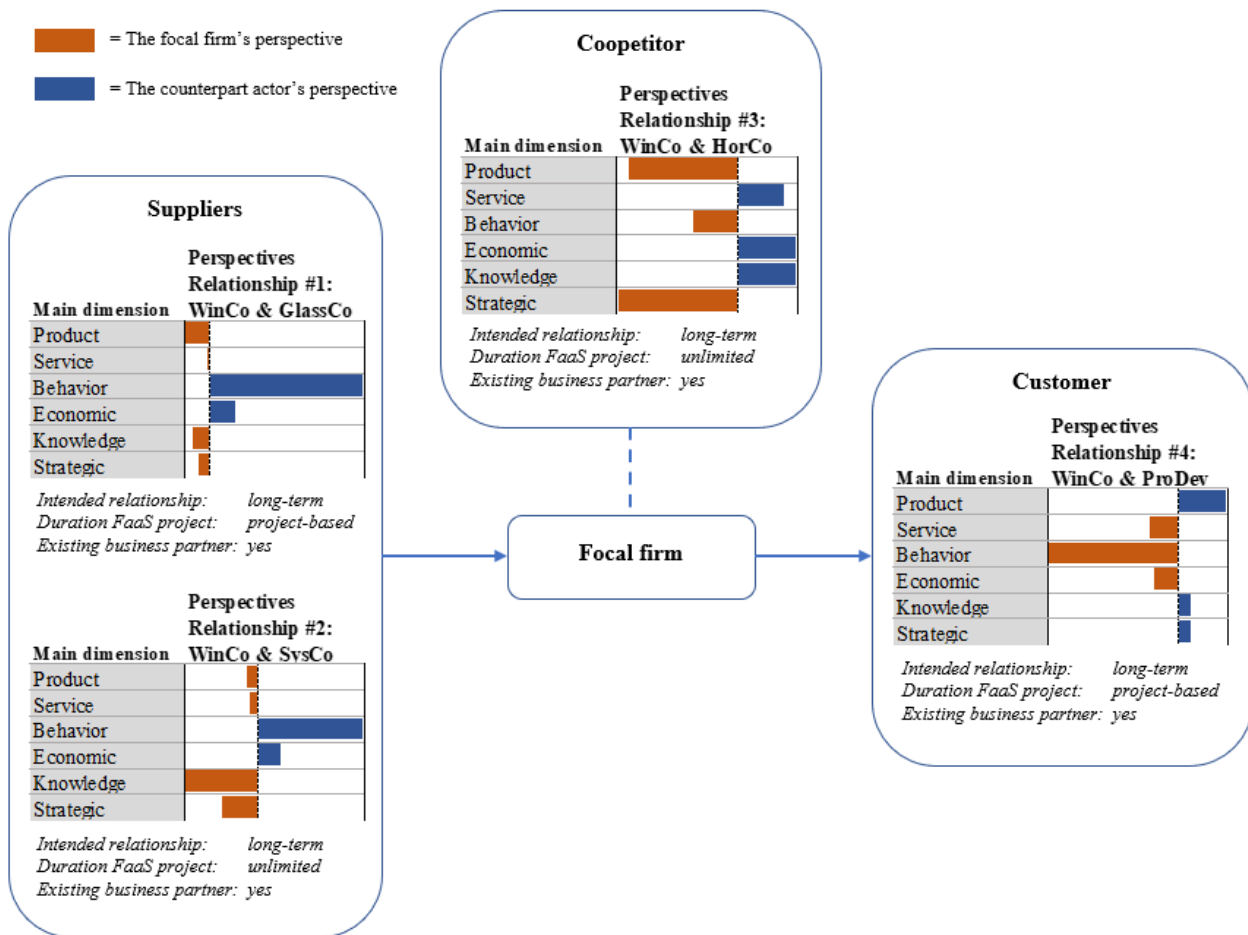 = The focal firm's perspective
= The counterpart actor's perspective
Coopetitor
Perspectives
Relationship #3:
Main dimension WinCo & HorCo
Product
Service
Behavior
Economic
Knowledge
Strategic
Intended relationship: long-term
Duration FaaS project: unlimited
Existing business partner: yes
Suppliers
Perspectives
Relationship #1:
Main dimension WinCo & GlassCo
Product
Service
Behavior
Economic
Knowledge
Strategic
Intended relationship: long-term
Duration FaaS project: project-based
Existing business partner: yes
Perspectives
Relationship #2:
Main dimension WinCo & SysCo
Product
Service
Behavior
Economic
Knowledge
Strategic
Intended relationship: long-term
Duration FaaS project: unlimited
Existing business partner: yes
Focal firm
Customer
Perspectives
Relationship #4:
Main dimension WinCo & ProDev
Product
Service
Behavior
Economic
Knowledge
Strategic
Intended relationship: long-term
Duration FaaS project: project-based
Existing business partner: yes